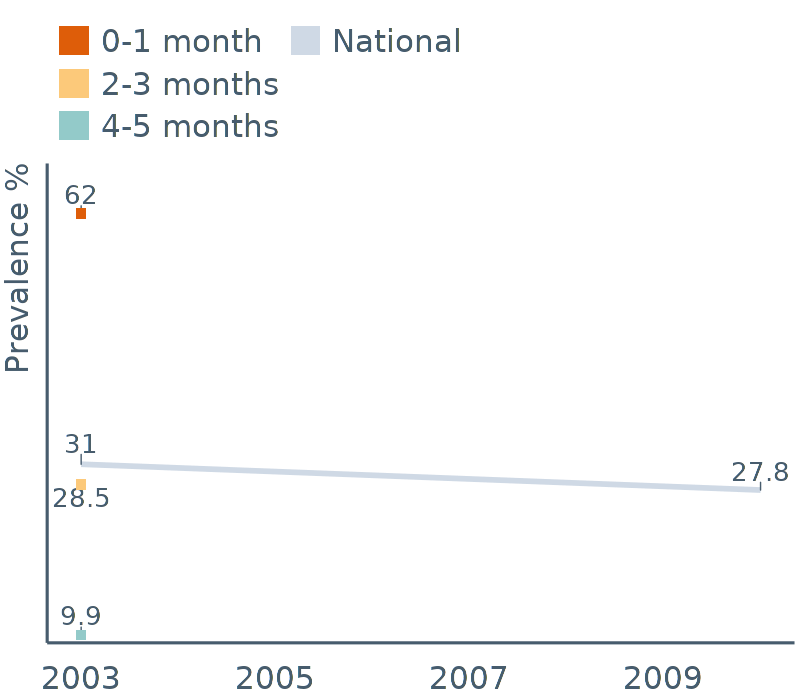 0-1 month
National
2-3 months
4-5 months
Prevalence %
62
31
27.8
28.5
9.9
2003 2005 2007 2009